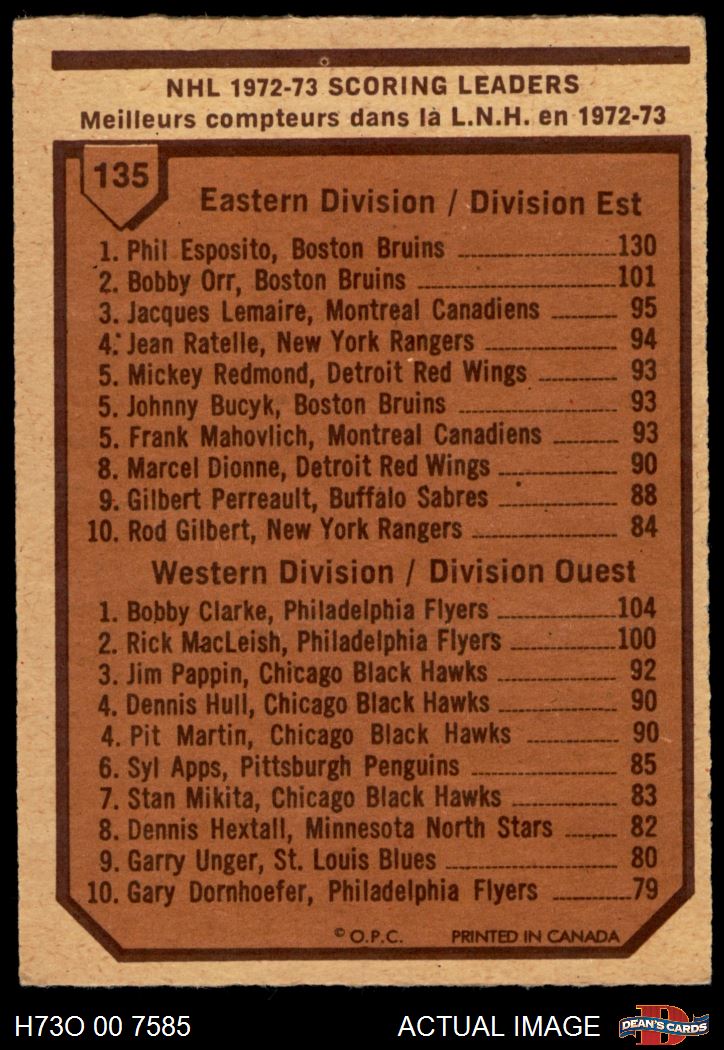 NHL 1972-73 SCORING LEADERS
Meilleurs compteurs dans la L.N.H. en 1972-73
135
Eastern Division / Division Est
1. Phil Esposito, Boston Bruins 130
2. Bobby Orr, Boston Bruins 101
3. Jacques Lemaire, Montreal Canadiens 95
4. Jean Ratelle, New York Rangers 94
5. Mickey Redmond, Detroit Red Wings 93
5. Johnny Bucyk, Boston Bruins 93
5. Frank Mahovlich, Montreal Canadiens 93
8. Marcel Dionne, Detroit Red Wings 90
9. Gilbert Perreault, Buffalo Sabres 88
10. Rod Gilbert, New York Rangers 84
Western Division / Division Ouest
1. Bobby Clarke, Philadelphia Flyers 104
2. Rick MacLeish, Philadelphia Flyers 100
3. Jim Pappin, Chicago Black Hawks 92
4. Dennis Hull, Chicago Black Hawks 90
4. Pit Martin, Chicago Black Hawks 90
6. Syl Apps, Pittsburgh Penguins 85
7. Stan Mikita, Chicago Black Hawks 83
8. Dennis Hextall, Minnesota North Stars 82
9. Garry Unger, St. Louis Blues 80
10. Gary Dornhoefer, Philadelphia Flyers 79
© O.P.C. PRINTED IN CANADA
H73O 00 7585 ACTUAL IMAGE D DEAN'S CARDS